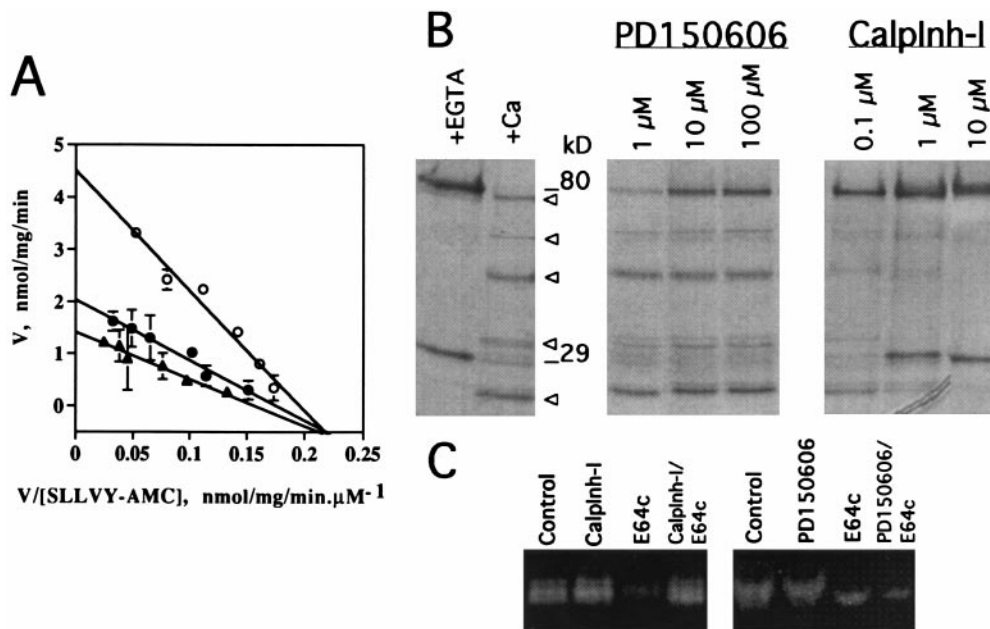 A
V, nmol/mg/min
5
4
3
2
1
0
0 0.05 0.1 0.15 0.2 0.25
V/[SLLVY-AMC], nmol/mg/min.μM-1
B
PD150606
CalpInh-I
+EGTA
+Ca
kD
1 μM
10 μM
100 μM
0.1 μM
1 μM
10 μM
80
29
C
Control
CalpInh-I
E64c
CalpInh-I/
E64c
Control
PD150606
E64c
PD150606/
E64c